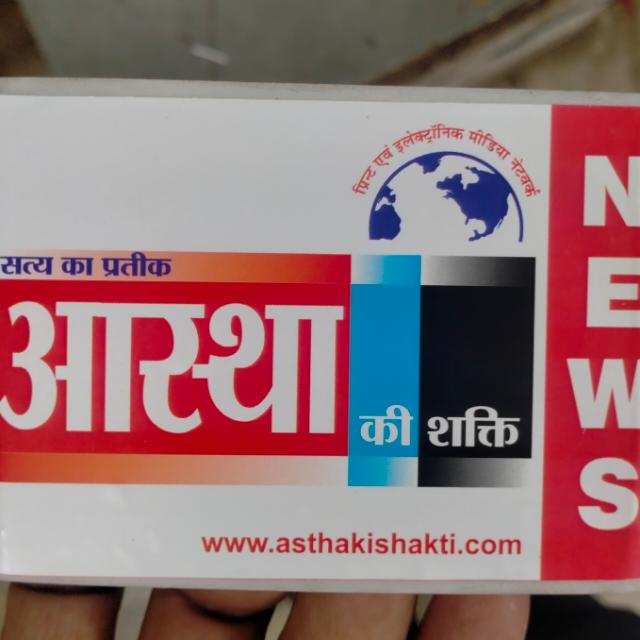 प्रिन्ट एवं इलेक्ट्रॉनिक मीडिया नेटवर्क
सत्य का प्रतीक
आस्था की शक्ति
www.asthakishakti.com
NEWS